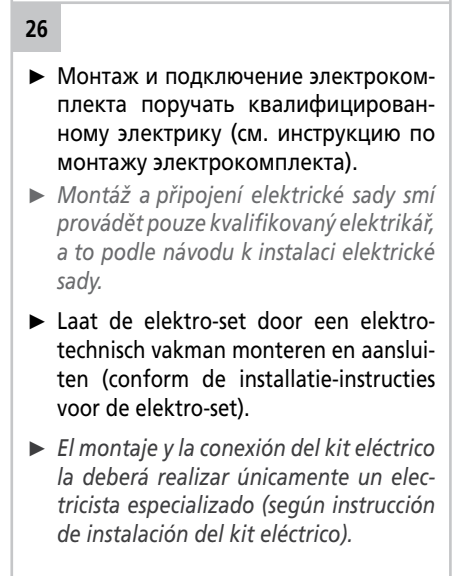 26
► Монтаж и подключение электроком-
плекта поручать квалифицирован-
ному электрику (см. инструкцию по
монтажу электрокомплекта).
► Montáž a připojení elektrické sady smí
provádět pouze kvalifikovaný elektrikář,
a to podle návodu k instalaci elektrické
sady.
► Laat de elektro-set door een elektro-
technisch vakman monteren en aanslui-
ten (conform de installatie-instructies
voor de elektro-set).
► El montaje y la conexión del kit eléctrico
la deberá realizar únicamente un elec-
tricista especializado (según instrucción
de instalación del kit eléctrico).